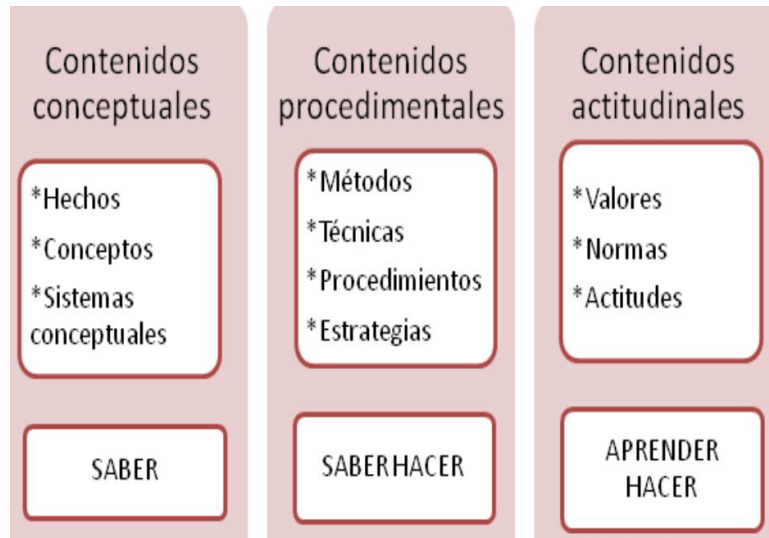 Contenidos
conceptuales
*Hechos
*Conceptos
*Sistemas
conceptuales
SABER
Contenidos
procedimentales
*Métodos
*Técnicas
*Procedimientos
*Estrategias
SABER HACER
Contenidos
actitudinales
*Valores
*Normas
*Actitudes
APRENDER
HACER